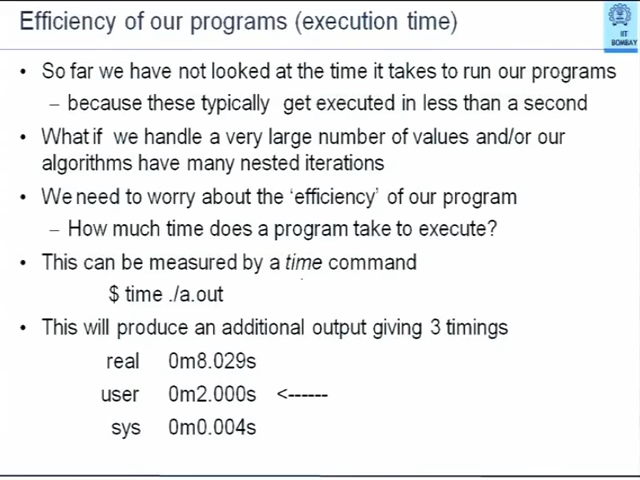 Efficiency of our programs (execution time)
IIT
BOMBAY
• So far we have not looked at the time it takes to run our programs
– because these typically get executed in less than a second
• What if we handle a very large number of values and/or our
algorithms have many nested iterations
• We need to worry about the ‘efficiency’ of our program
– How much time does a program take to execute?
• This can be measured by a time command
$ time ./a.out
• This will produce an additional output giving 3 timings
real 0m8.029s
user 0m2.000s <------
sys 0m0.004s